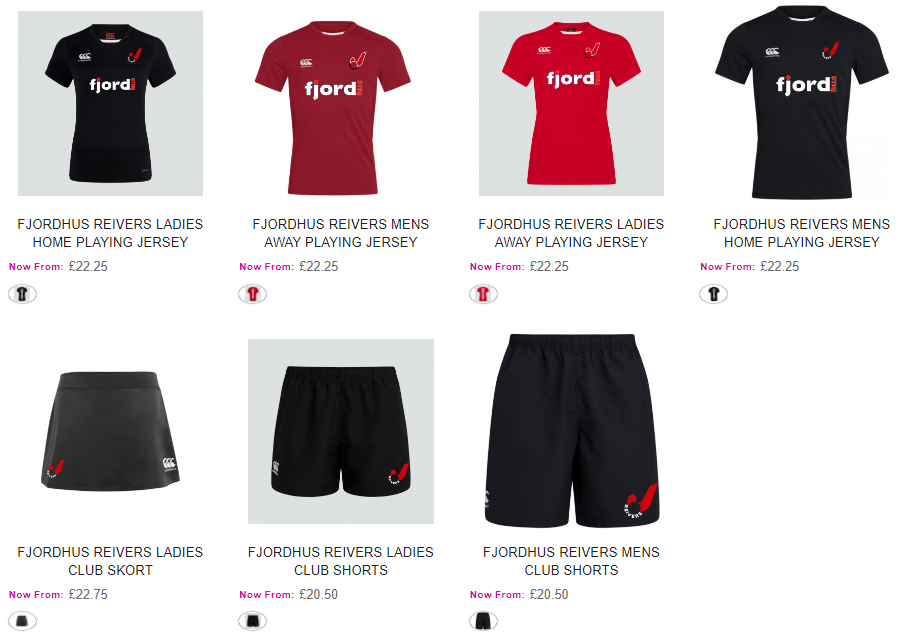 fjord
fjord
fjord
fjord
FJORDHUS REIVERS LADIES
HOME PLAYING JERSEY
Now From: £22.25
FJORDHUS REIVERS MENS
AWAY PLAYING JERSEY
Now From: £22.25
FJORDHUS REIVERS LADIES
AWAY PLAYING JERSEY
Now From: £22.25
FJORDHUS REIVERS MENS
HOME PLAYING JERSEY
Now From: £22.25
REIVERS
FJORDHUS REIVERS LADIES
CLUB SKORT
Now From: £22.75
FJORDHUS REIVERS LADIES
CLUB SHORTS
Now From: £20.50
FJORDHUS REIVERS MENS
CLUB SHORTS
Now From: £20.50